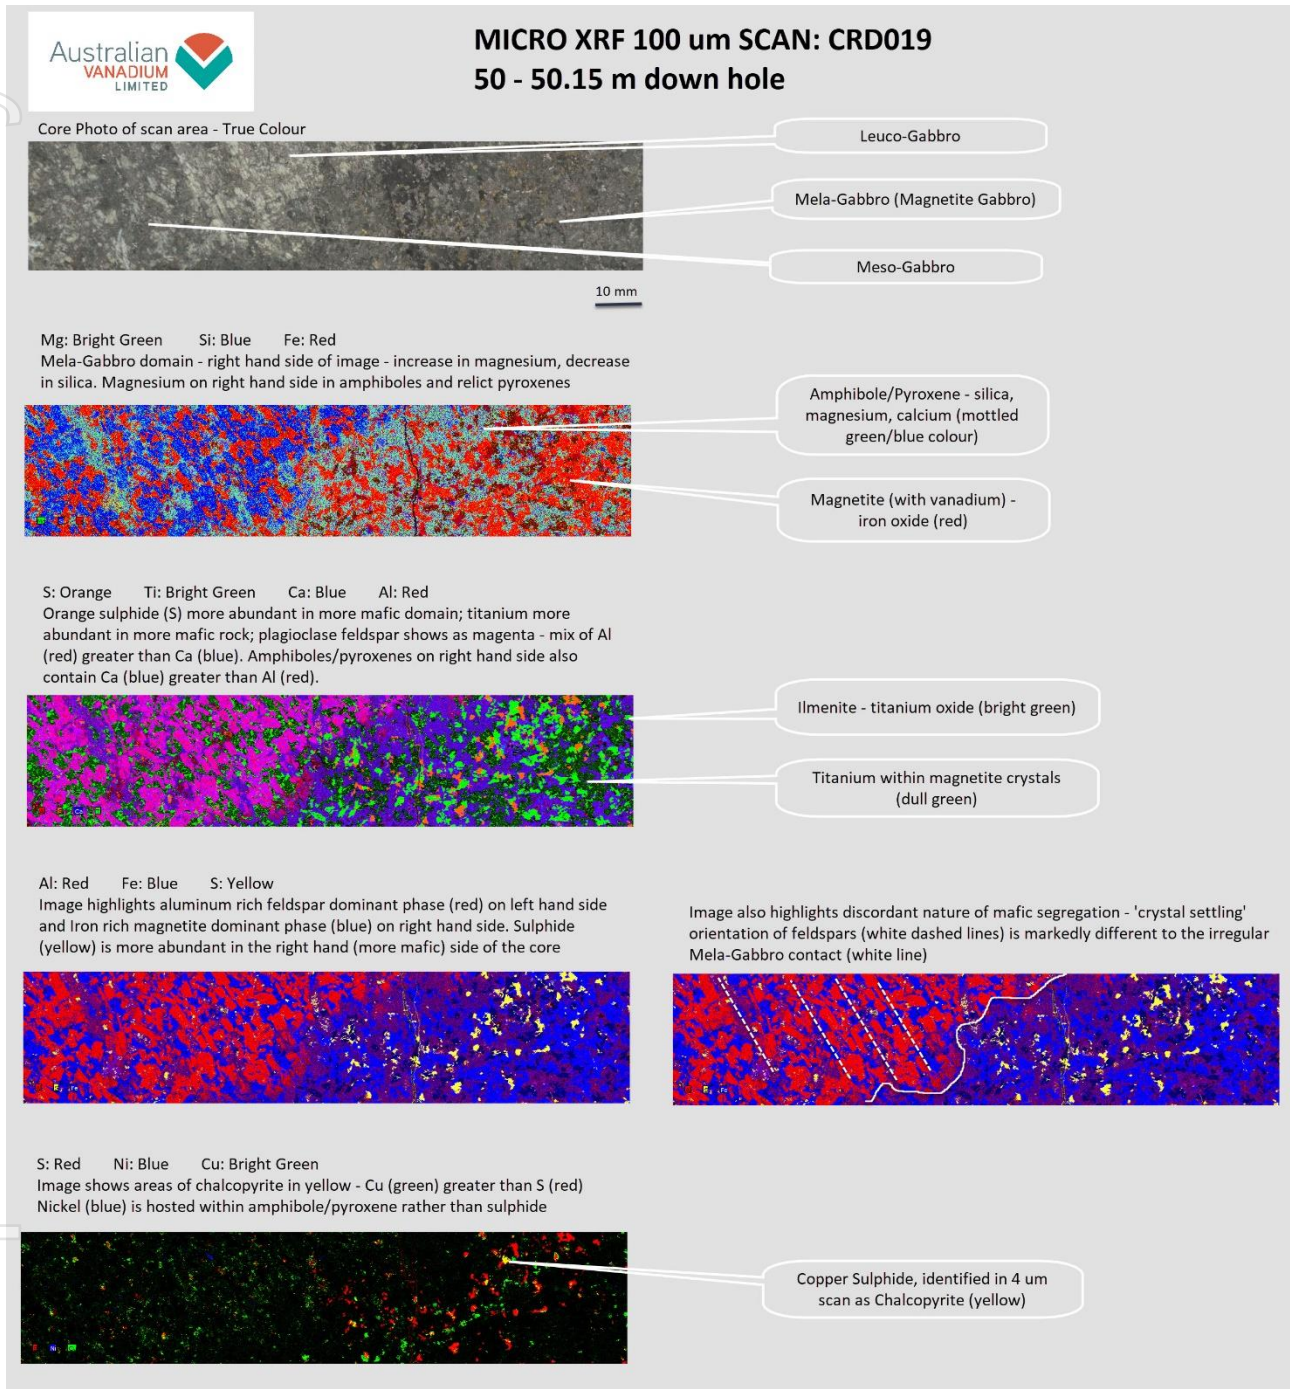 Australian
VANADIUM
LIMITED
MICRO XRF 100 um SCAN: CRD019
50 - 50.15 m down hole
Core Photo of scan area - True Colour
Leuco-Gabbro
Mela-Gabbro (Magnetite Gabbro)
Meso-Gabbro
10 mm
Mg: Bright Green Si: Blue Fe: Red
Mela-Gabbro domain - right hand side of image - increase in magnesium, decrease
in silica. Magnesium on right hand side in amphiboles and relict pyroxenes
Amphibole/Pyroxene - silica,
magnesium, calcium (mottled
green/blue colour)
Magnetite (with vanadium) -
iron oxide (red)
S: Orange Ti: Bright Green Ca: Blue Al: Red
Orange sulphide (S) more abundant in more mafic domain; titanium more
abundant in more mafic rock; plagioclase feldspar shows as magenta - mix of Al
(red) greater than Ca (blue). Amphiboles/pyroxenes on right hand side also
contain Ca (blue) greater than Al (red).
Ilmenite - titanium oxide (bright green)
Titanium within magnetite crystals
(dull green)
Al: Red Fe: Blue S: Yellow
Image highlights aluminum rich feldspar dominant phase (red) on left hand side
and Iron rich magnetite dominant phase (blue) on right hand side. Sulphide
(yellow) is more abundant in the right hand (more mafic) side of the core
Image also highlights discordant nature of mafic segregation - 'crystal settling'
orientation of feldspars (white dashed lines) is markedly different to the irregular
Mela-Gabbro contact (white line)
S: Red Ni: Blue Cu: Bright Green
Image shows areas of chalcopyrite in yellow - Cu (green) greater than S (red)
Nickel (blue) is hosted within amphibole/pyroxene rather than sulphide
Copper Sulphide, identified in 4 um
scan as Chalcopyrite (yellow)
Ni